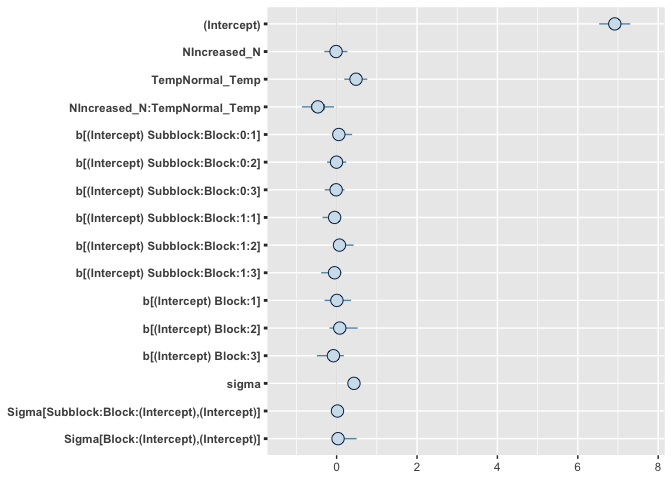 (Intercept)
NIncreased_N
TempNormal_Temp
NIncreased_N:TempNormal_Temp
b[(Intercept) Subblock:Block:0:1]
b[(Intercept) Subblock:Block:0:2]
b[(Intercept) Subblock:Block:0:3]
b[(Intercept) Subblock:Block:1:1]
b[(Intercept) Subblock:Block:1:2]
b[(Intercept) Subblock:Block:1:3]
b[(Intercept) Block:1]
b[(Intercept) Block:2]
b[(Intercept) Block:3]
sigma
Sigma[Subblock:Block:(Intercept),(Intercept)]
Sigma[Block:(Intercept),(Intercept)]
0 2 4 6 8